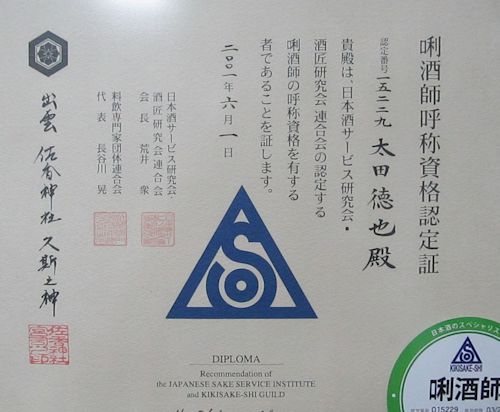 唎酒師呼称資格認定証
認定番号 一五二二九 太田徳也殿
貴殿は、日本酒サービス研究会・
酒匠研究会 連合会の認定する
唎酒師の呼称資格を有する
者であることを証します。
二〇〇一年六月一日
日本酒サービス研究会・
酒匠研究会連合会
会長 荒井 衆
料飲専門家団体連合会
代表 長谷川 晃
出雲 佐香神社 久斯之神
DIPLOMA
Recommendation of
the JAPANESE SAKE SERVICE INSTITUTE
and KIKISAKE-SHI GUILD
日本酒のスペシャリス
KIKISAKE-SHI
唎酒師
015229